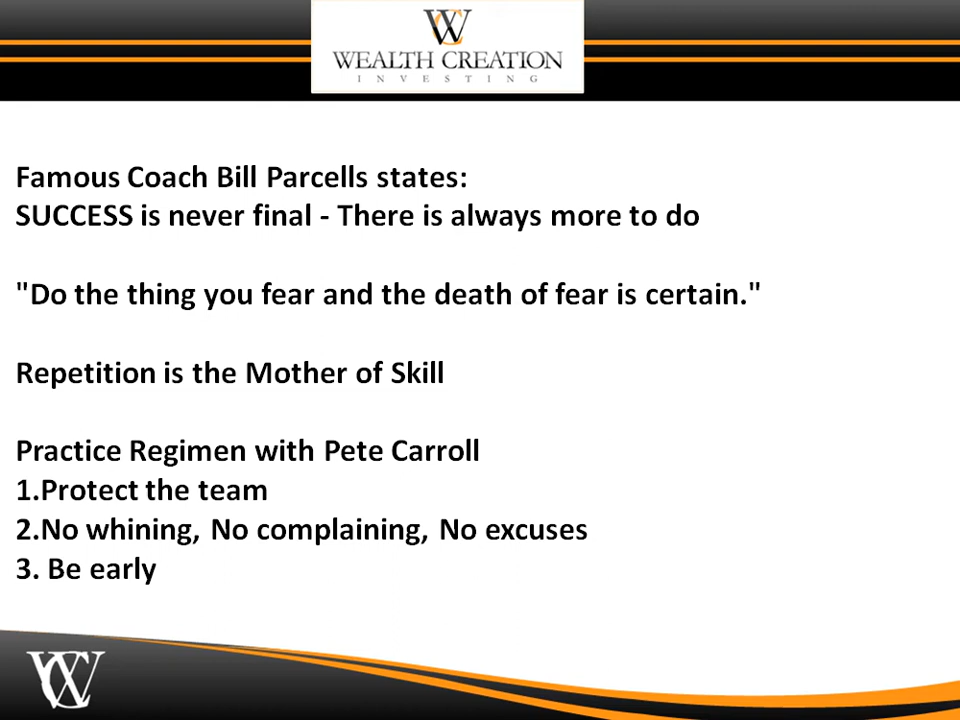 WC
WEALTH CREATION
INVESTING
Famous Coach Bill Parcells states:
SUCCESS is never final - There is always more to do
"Do the thing you fear and the death of fear is certain."
Repetition is the Mother of Skill
Practice Regimen with Pete Carroll
1.Protect the team
2.No whining, No complaining, No excuses
3. Be early
WC